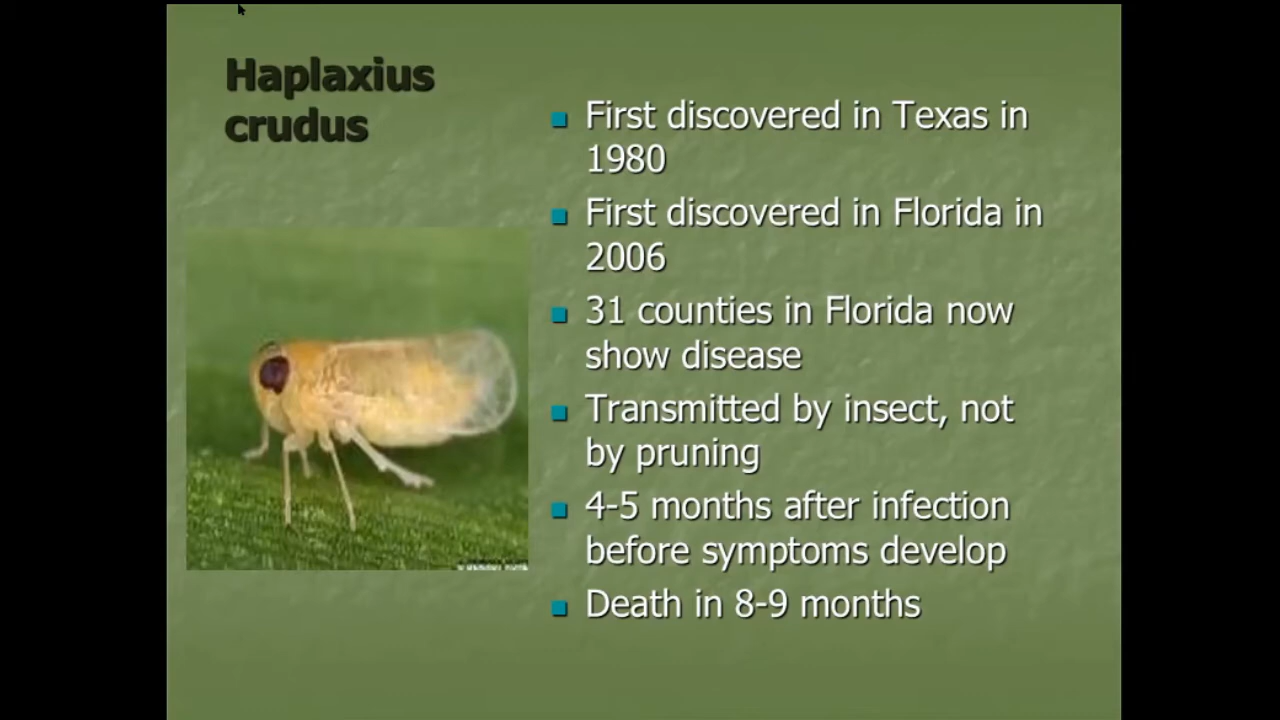 Haplaxius
crudus
First discovered in Texas in
1980
First discovered in Florida in
2006
31 counties in Florida now
show disease
Transmitted by insect, not
by pruning
4-5 months after infection
before symptoms develop
Death in 8-9 months